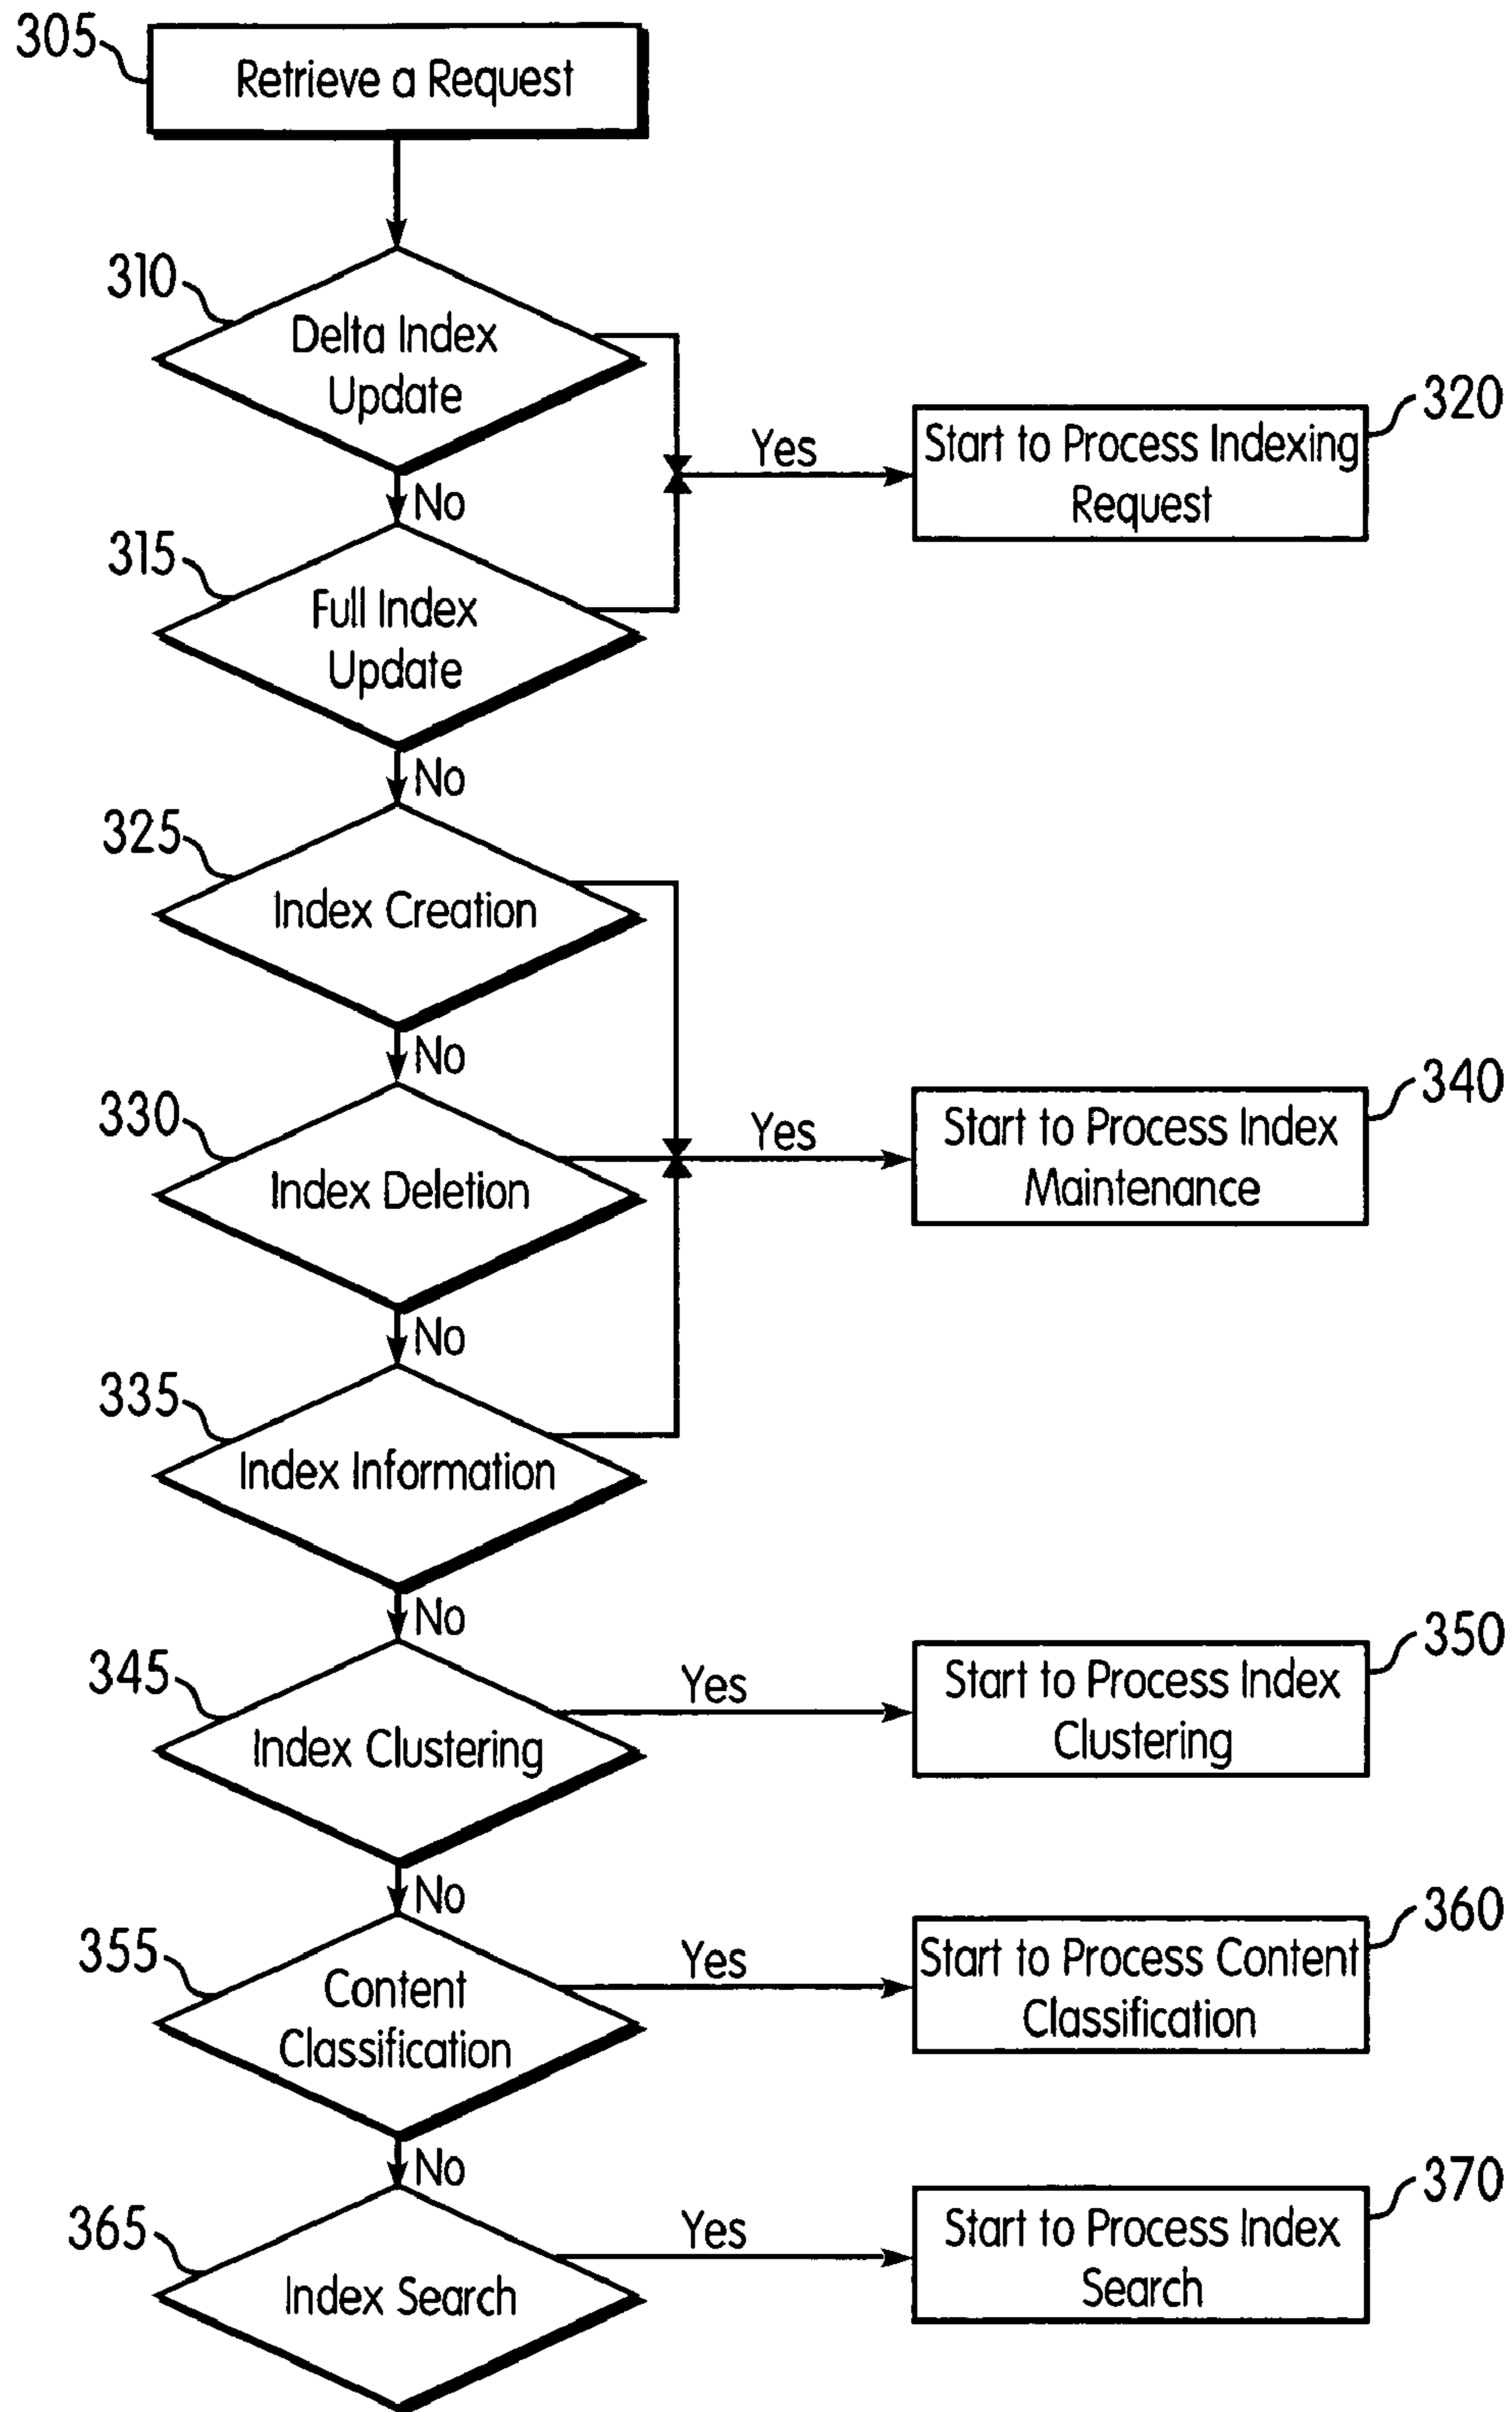 305
Retrieve a Request
310
Delta Index
Update
Yes
320
Start to Process Indexing
Request
No
315
Full Index
Update
No
325
Index Creation
No
330
Index Deletion
Yes
340
Start to Process Index
Maintenance
No
335
Index Information
No
345
Index Clustering
Yes
350
Start to Process Index
Clustering
No
355
Content
Classification
Yes
360
Start to Process Content
Classification
No
365
Index Search
Yes
370
Start to Process Index
Search